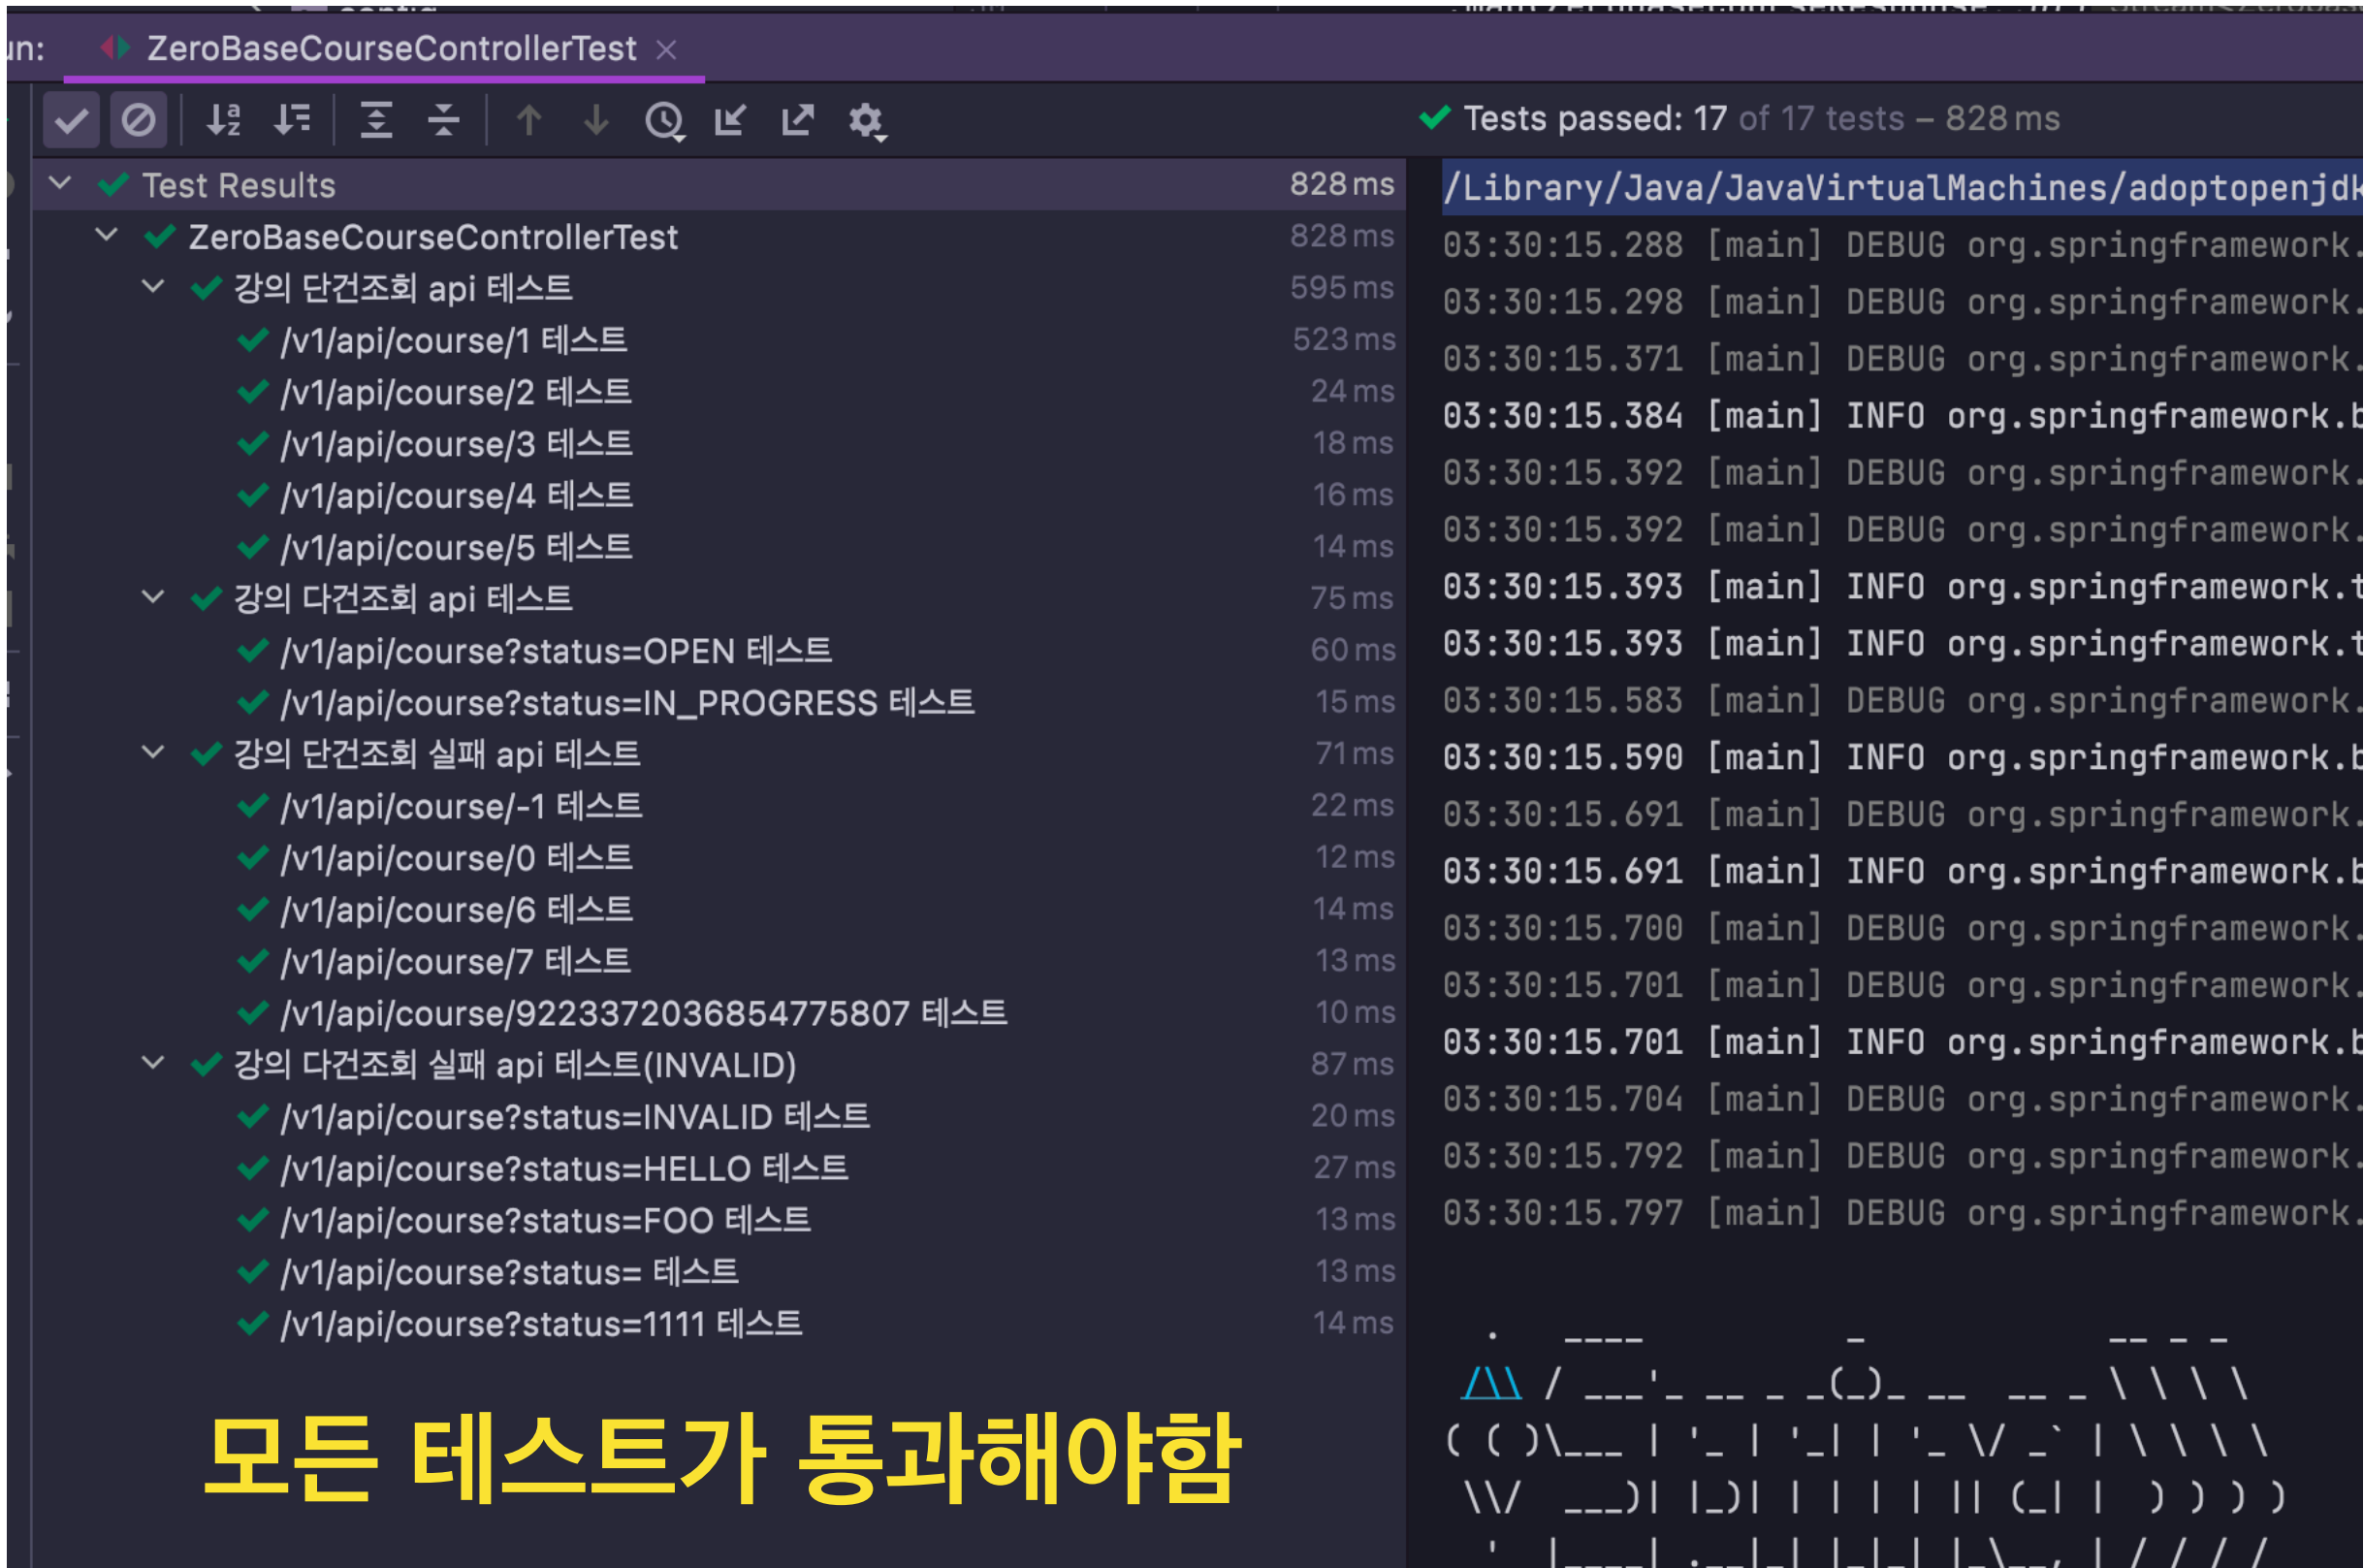 un:
ZeroBaseCourseControllerTest
Tests passed: 17 of 17 tests – 828 ms
Test Results 828 ms
ZeroBaseCourseControllerTest 828 ms
강의 단건조회 api 테스트 595 ms
/v1/api/course/1 테스트 523 ms
/v1/api/course/2 테스트 24 ms
/v1/api/course/3 테스트 18 ms
/v1/api/course/4 테스트 16 ms
/v1/api/course/5 테스트 14 ms
강의 다건조회 api 테스트 75 ms
/v1/api/course?status=OPEN 테스트 60 ms
/v1/api/course?status=IN_PROGRESS 테스트 15 ms
강의 단건조회 실패 api 테스트 71 ms
/v1/api/course/-1 테스트 22 ms
/v1/api/course/0 테스트 12 ms
/v1/api/course/6 테스트 14 ms
/v1/api/course/7 테스트 13 ms
/v1/api/course/9223372036854775807 테스트 10 ms
강의 다건조회 실패 api 테스트(INVALID) 87 ms
/v1/api/course?status=INVALID 테스트 20 ms
/v1/api/course?status=HELLO 테스트 27 ms
/v1/api/course?status=FOO 테스트 13 ms
/v1/api/course?status= 테스트 13 ms
/v1/api/course?status=1111 테스트 14 ms
모든 테스트가 통과해야함
/Library/Java/JavaVirtualMachines/adoptopenjdk
03:30:15.288 [main] DEBUG org.springframework.
03:30:15.298 [main] DEBUG org.springframework.
03:30:15.371 [main] DEBUG org.springframework.
03:30:15.384 [main] INFO org.springframework.b
03:30:15.392 [main] DEBUG org.springframework.
03:30:15.392 [main] DEBUG org.springframework.
03:30:15.393 [main] INFO org.springframework.t
03:30:15.393 [main] INFO org.springframework.t
03:30:15.583 [main] DEBUG org.springframework.
03:30:15.590 [main] INFO org.springframework.b
03:30:15.691 [main] DEBUG org.springframework.
03:30:15.691 [main] INFO org.springframework.b
03:30:15.700 [main] DEBUG org.springframework.
03:30:15.701 [main] DEBUG org.springframework.
03:30:15.701 [main] INFO org.springframework.b
03:30:15.704 [main] DEBUG org.springframework.
03:30:15.792 [main] DEBUG org.springframework.
03:30:15.797 [main] DEBUG org.springframework.